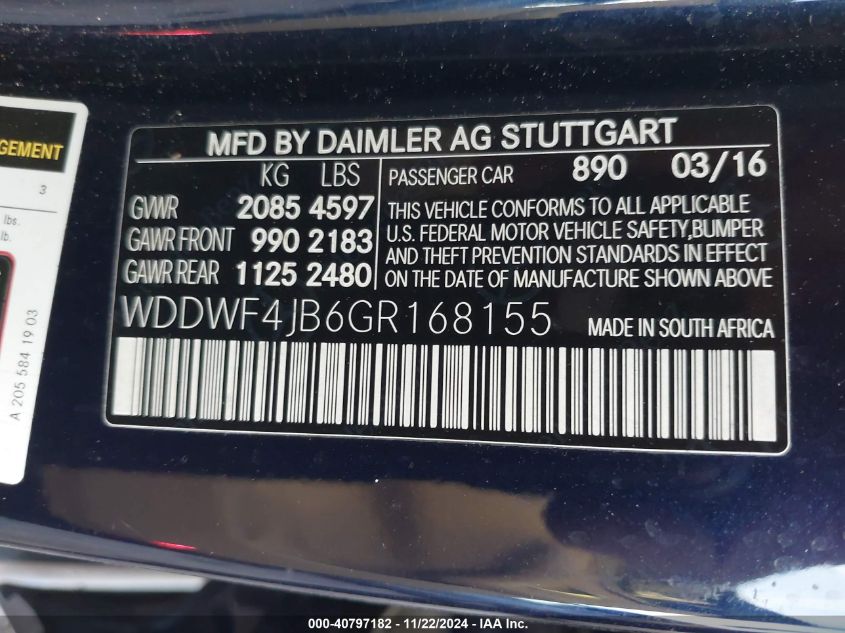 GEMENT
3
lbs.
lb.
A 205 584 19 03
MFD BY DAIMLER AG STUTTGART
KG LBS
GVWR 2085 4597
GAWR FRONT 990 2183
GAWR REAR 1125 2480
PASSENGER CAR 890 03/16
THIS VEHICLE CONFORMS TO ALL APPLICABLE
U.S. FEDERAL MOTOR VEHICLE SAFETY,BUMPER
AND THEFT PREVENTION STANDARDS IN EFFECT
ON THE DATE OF MANUFACTURE SHOWN ABOVE
WDDWF4JB6GR168155 MADE IN SOUTH AFRICA
000-40797182 - 11/22/2024 - IAA Inc.